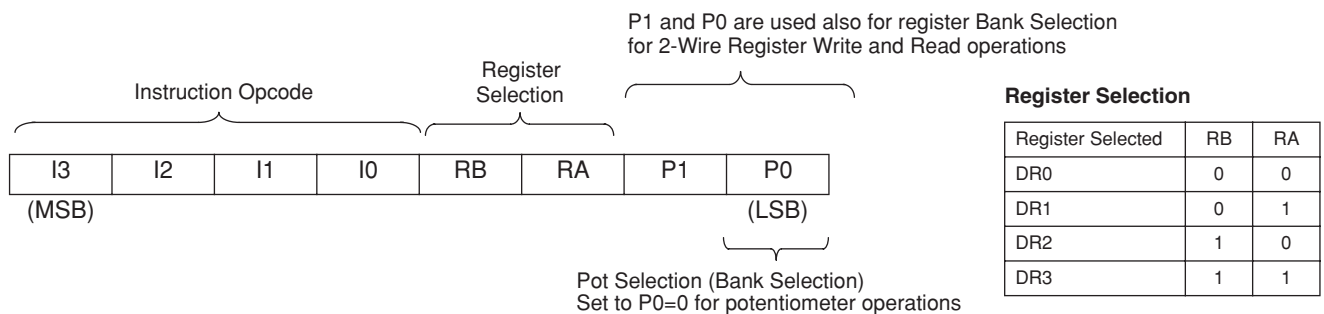 P1 and P0 are used also for register Bank Selection
for 2-Wire Register Write and Read operations
Instruction Opcode
Register
Selection
I3 I2 I1 I0 RB RA P1 P0
(MSB) (LSB)
Pot Selection (Bank Selection)
Set to P0=0 for potentiometer operations
Register Selection
Register Selected RB RA
DR0 0 0
DR1 0 1
DR2 1 0
DR3 1 1